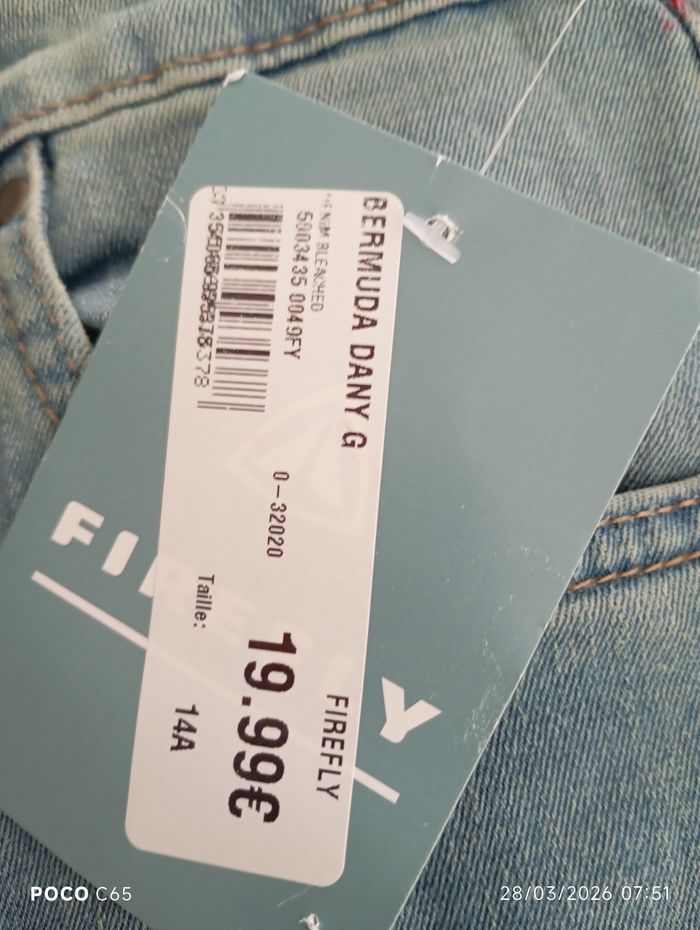 BERMUDA DANY G
DENIM BLEACHED
5003435 0049FY
0-32020
FIREFLY
19.99€
Taille:
14A
FIREFLY
POCO C65
28/03/2026 07:51